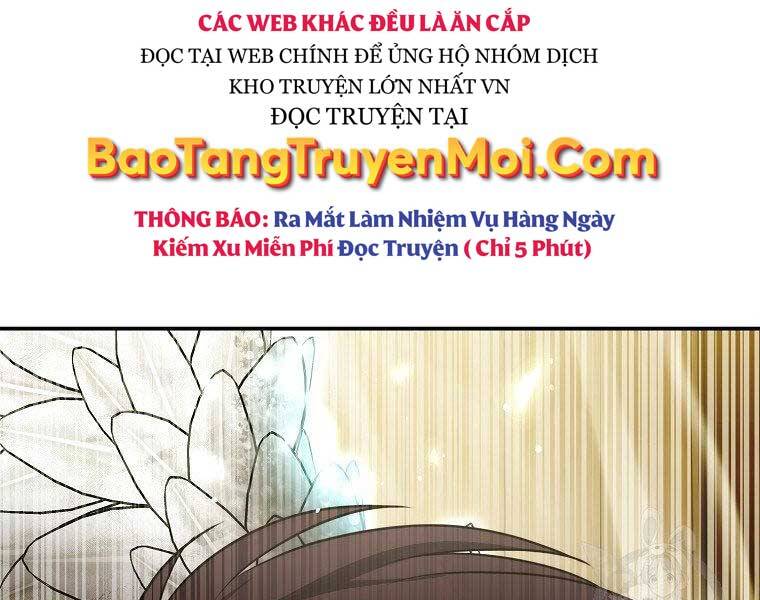 CÁC WEB KHÁC ĐỀU LÀ ĂN CẮP
ĐỌC TẠI WEB CHÍNH ĐỂ ỦNG HỘ NHÓM DỊCH
KHO TRUYỆN LỚN NHẤT VN
ĐỌC TRUYỆN TẠI
BaoTangTruyenMoi.Com
THÔNG BÁO: Ra Mắt Làm Nhiệm Vụ Hàng Ngày
Kiếm Xu Miễn Phí Đọc Truyện ( Chỉ 5 Phút)